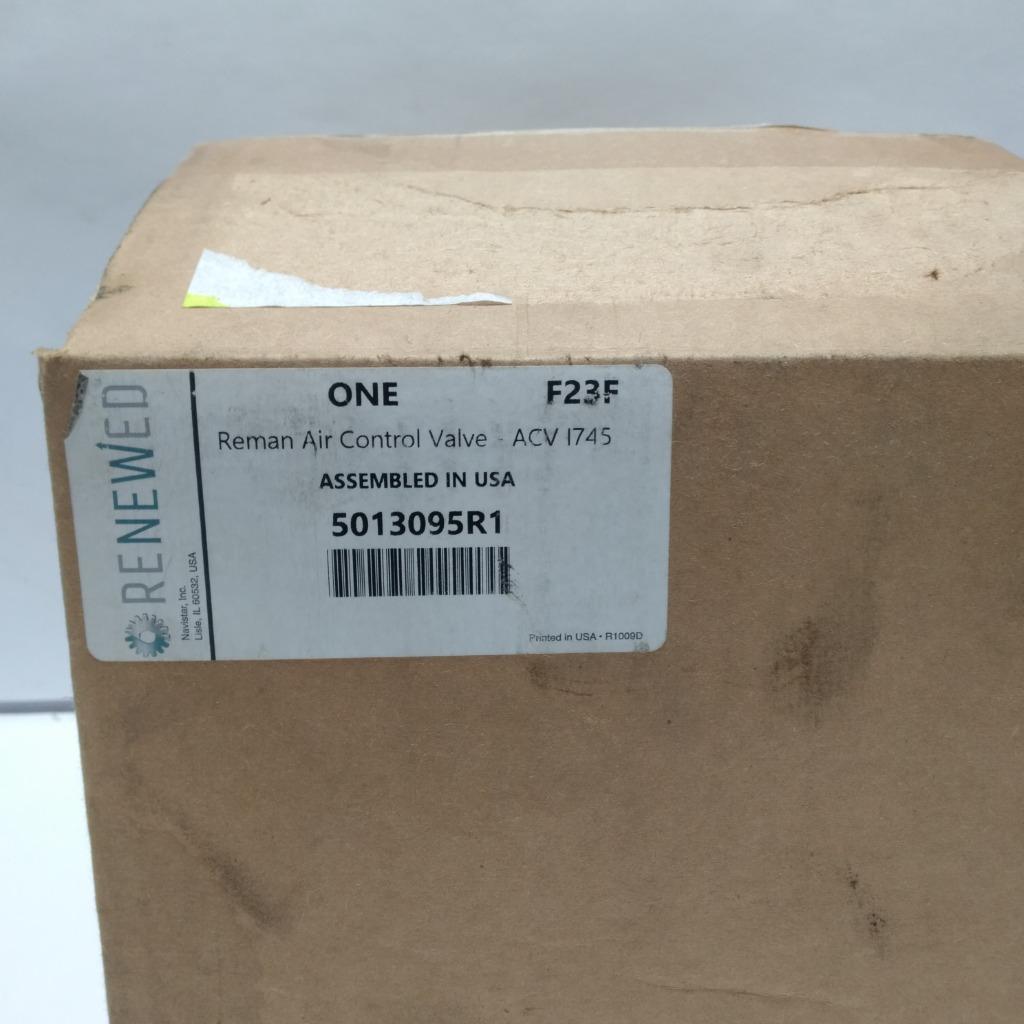 ONE F23F
Reman Air Control Valve - ACV I745
ASSEMBLED IN USA
5013095R1
Printed in USA • R1009D
RENEWED
Navistar, Inc.
Lisle, IL 60532, USA